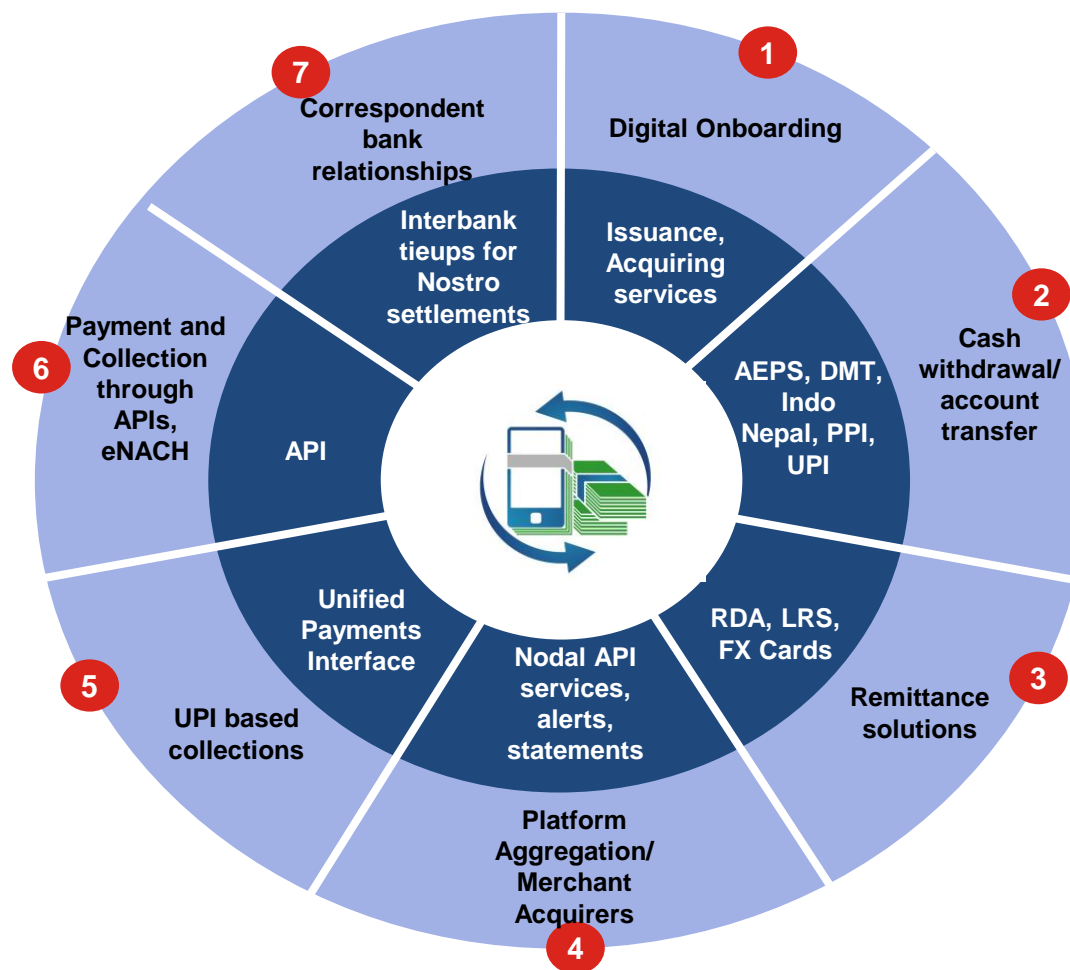 1
Digital Onboarding
Issuance,
Acquiring
services
2
Cash
withdrawal/
account
transfer
AEPS, DMT,
Indo
Nepal, PPI,
UPI
3
Remittance
solutions
RDA, LRS,
FX Cards
4
Platform
Aggregation/
Merchant
Acquirers
Nodal API
services,
alerts,
statements
5
UPI based
collections
Unified
Payments
Interface
6
Payment and
Collection
through
APIs,
eNACH
API
7
Correspondent
bank
relationships
Interbank
tieups for
Nostro
settlements